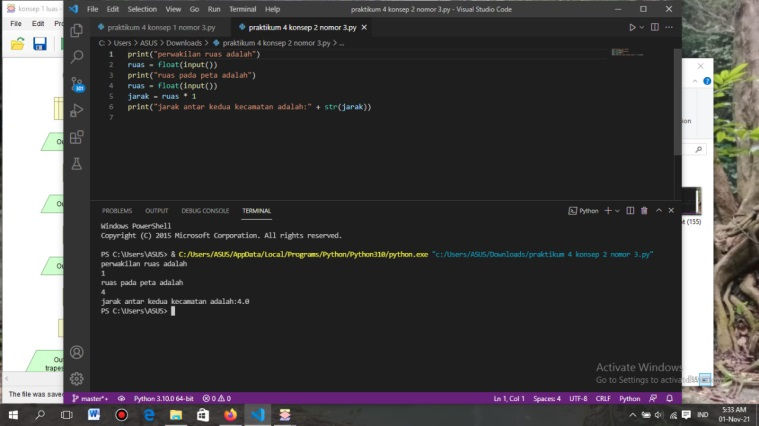 konsep 1 luas
File Edit
File Edit Selection View Go Run Terminal Help praktikum 4 konsep 2 nomor 3.py - Visual Studio Code
praktikum 4 konsep 1 nomor 3.py praktikum 4 konsep 2 nomor 3.py
C: > Users > ASUS > Downloads > praktikum 4 konsep 2 nomor 3.py > ...
1 print("perwakilan ruas adalah")
2 ruas = float(input())
3 print("ruas pada peta adalah")
4 ruas = float(input())
5 jarak = ruas * 1
6 print("jarak antar kedua kecamatan adalah:" + str(jarak))
7
PROBLEMS OUTPUT DEBUG CONSOLE TERMINAL Python
Windows PowerShell
Copyright (C) 2015 Microsoft Corporation. All rights reserved.
PS C:\Users\ASUS> & C:/Users/ASUS/AppData/Local/Programs/Python/Python310/python.exe "c:/Users/ASUS/Downloads/praktikum 4 konsep 2 nomor 3.py"
perwakilan ruas adalah
1
ruas pada peta adalah
4
jarak antar kedua kecamatan adalah:4.0
PS C:\Users\ASUS>
(155)
Activate Windows
Go to Settings to activate
The file was saved
master*+ Python 3.10.0 64-bit 0 0 Ln 1, Col 1 Spaces: 4 UTF-8 CRLF Python
IND
5:33 AM
01-Nov-21